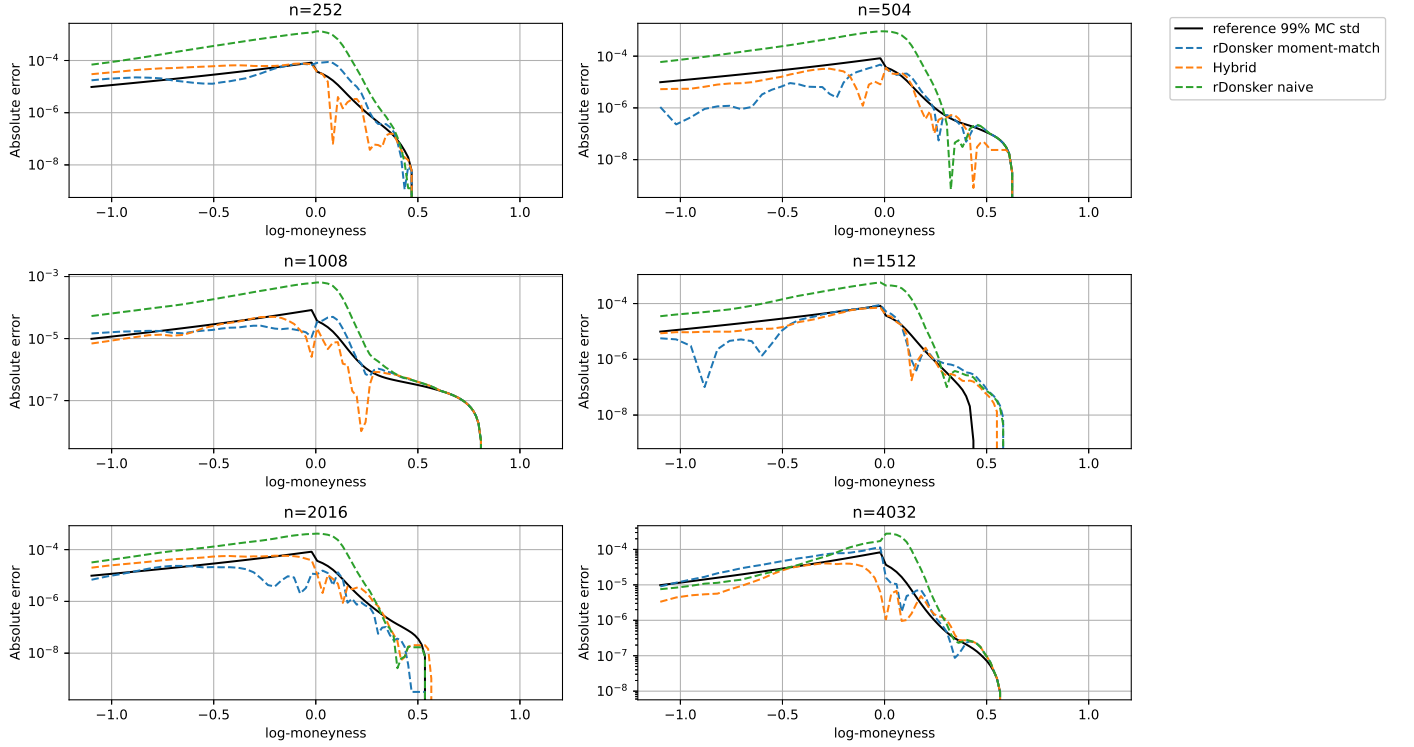 n=252
10⁻⁴
10⁻⁶
10⁻⁸
Absolute error
−1.0 −0.5 0.0 0.5 1.0
log-moneyness
n=504
10⁻⁴
10⁻⁶
10⁻⁸
Absolute error
−1.0 −0.5 0.0 0.5 1.0
log-moneyness
reference 99% MC std
rDonsker moment-match
Hybrid
rDonsker naive
n=1008
10⁻³
10⁻⁵
10⁻⁷
Absolute error
−1.0 −0.5 0.0 0.5 1.0
log-moneyness
n=1512
10⁻⁴
10⁻⁶
10⁻⁸
Absolute error
−1.0 −0.5 0.0 0.5 1.0
log-moneyness
n=2016
10⁻⁴
10⁻⁶
10⁻⁸
Absolute error
−1.0 −0.5 0.0 0.5 1.0
log-moneyness
n=4032
10⁻⁴
10⁻⁵
10⁻⁶
10⁻⁷
10⁻⁸
Absolute error
−1.0 −0.5 0.0 0.5 1.0
log-moneyness